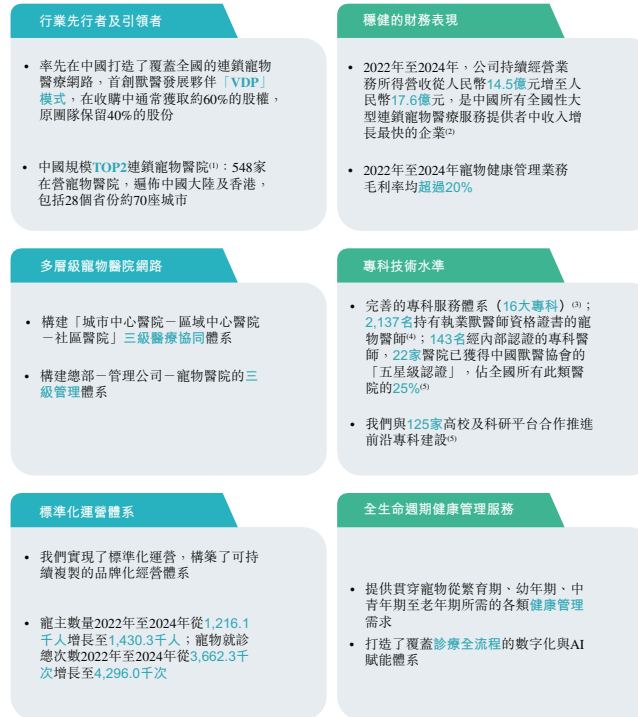 行業先行者及引領者
• 率先在中國打造了覆蓋全國的連鎖寵物
醫療網路，首創獸醫發展夥伴「VDP」
模式，在收購中通常獲取約60%的股權，
原團隊保留40%的股份
• 中國規模TOP2連鎖寵物醫院(1)：548家
在營寵物醫院，遍佈中國大陸及香港，
包括28個省份約70座城市
穩健的財務表現
• 2022年至2024年，公司持續經營業
務所得營收從人民幣14.5億元增至人
民幣17.6億元，是中國所有全國性大
型連鎖寵物醫療服務提供者中收入增
長最快的企業(2)
• 2022年至2024年寵物健康管理業務
毛利率均超過20%
多層級寵物醫院網路
• 構建「城市中心醫院－區域中心醫院
－社區醫院」三級醫療協同體系
• 構建總部－管理公司－寵物醫院的三
級管理體系
專科技術水準
• 完善的專科服務體系（16大專科）(3)；
2,137名持有執業獸醫師資格證書的寵
物醫師(4)；143名經內部認證的專科醫
師，22家醫院已獲得中國獸醫協會的
「五星級認證」，佔全國所有此類醫
院的25%(5)
• 我們與125家高校及科研平台合作推進
前沿專科建設(5)
標準化運營體系
• 我們實現了標準化運營，構築了可持
續複製的品牌化經營體系
• 寵主數量2022年至2024年從1,216.1
千人增長至1,430.3千人；寵物就診
總次數2022年至2024年從3,662.3千
次增長至4,296.0千次
全生命週期健康管理服務
• 提供貫穿寵物從繁育期、幼年期、中
青年期至老年期所需的各類健康管理
需求
• 打造了覆蓋診療全流程的數字化與AI
賦能體系